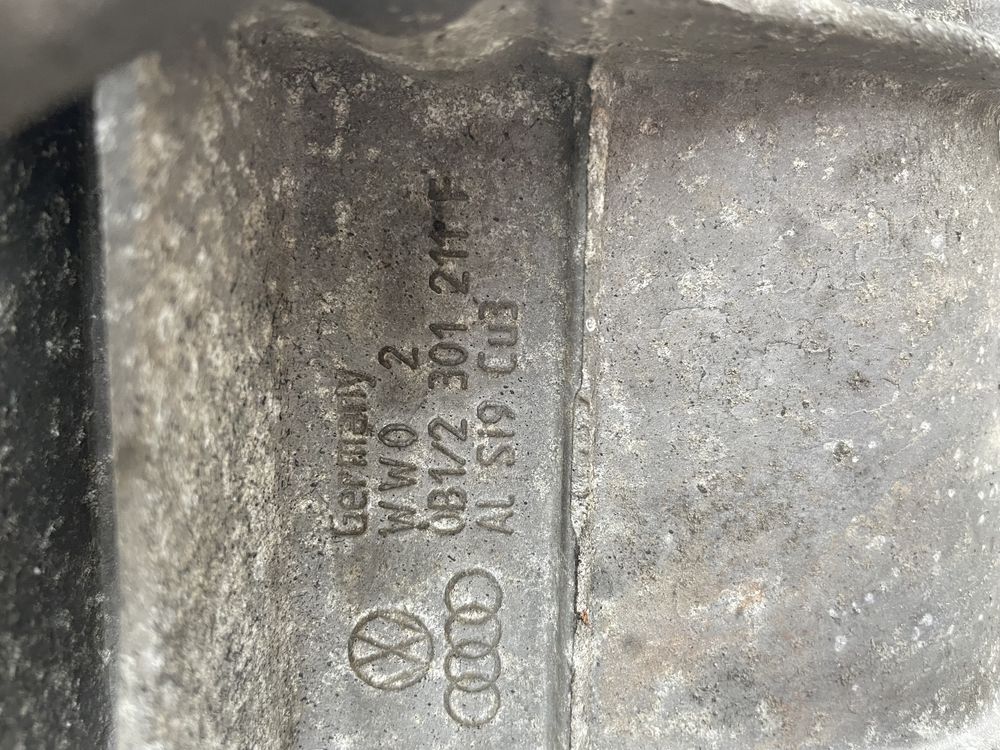 Germany
WWO 2
0B1/2 301 211 F
Al Si9 Cu3